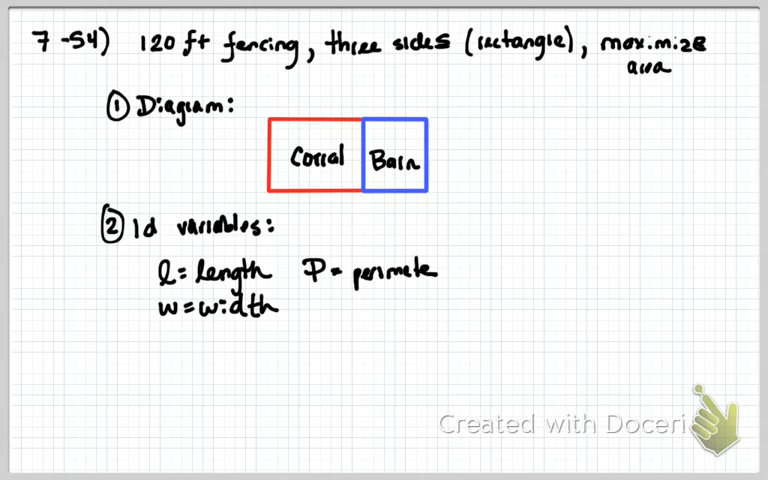 7-54) 120 ft fencing, three sides (rectangle), maximize
area
① Diagram:
Corral Barn
② Id variables:
l = length P = perimete
w = width
Created with Doceri